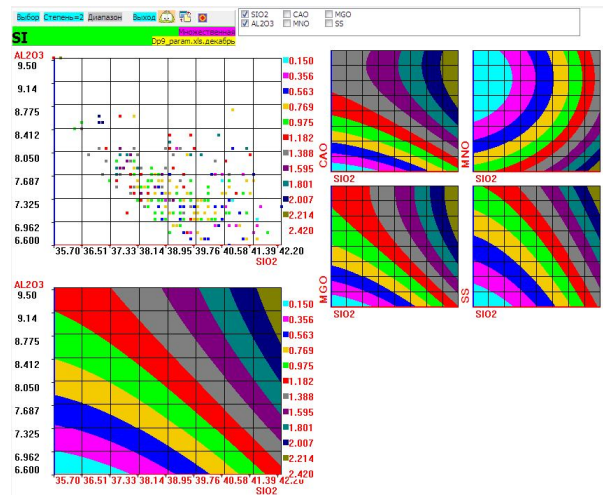 Выбор Степень=2 Диапазон Выход
SIO2 CAO MGO
AL2O3 MNO SS
Множественная
SI
Dp9_param.xls.декабрь
AL2O3
9.50
9.14
8.775
8.412
8.050
7.687
7.325
6.962
6.600
35.70 36.51 37.33 38.14 38.95 39.76 40.58 41.39 42.20
SIO2
0.150
0.356
0.563
0.769
0.975
1.182
1.388
1.595
1.801
2.007
2.214
2.420
CAO
SIO2
MNO
SIO2
MGO
SIO2
SS
SIO2
AL2O3
9.50
9.14
8.775
8.412
8.050
7.687
7.325
6.962
6.600
35.70 36.51 37.33 38.14 38.95 39.76 40.58 41.39 42.20
SIO2
0.150
0.356
0.563
0.769
0.975
1.182
1.388
1.595
1.801
2.007
2.214
2.420